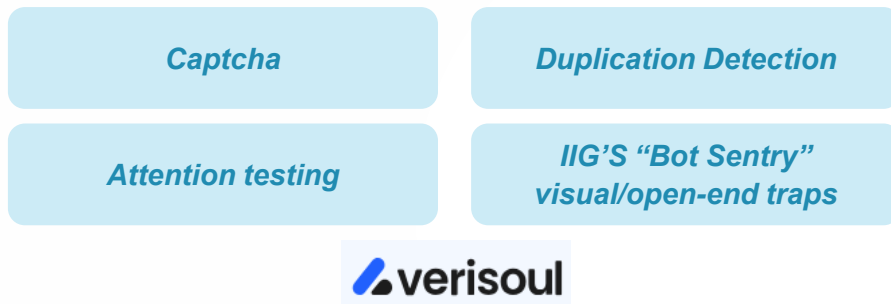 Captcha
Duplication Detection
Attention testing
IIG'S “Bot Sentry”
visual/open-end traps
verisoul